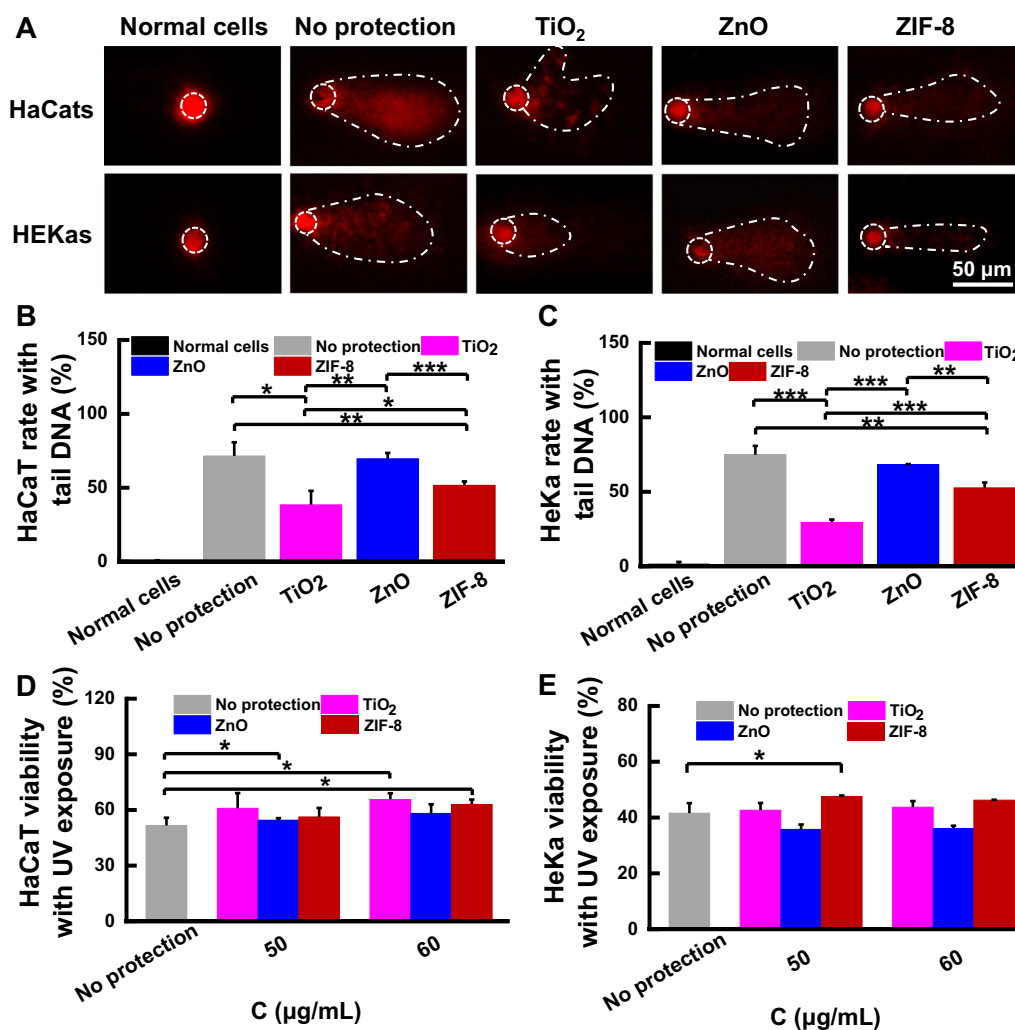 A
Normal cells
No protection
TiO₂
ZnO
ZIF-8
HaCats
HEKas
50 µm
B
HaCaT rate with
tail DNA (%)
150
100
50
0
Normal cells
No protection
TiO₂
ZnO
ZIF-8
*
**
***
*
**
Normal cells
No protection
TiO₂
ZnO
ZIF-8
C
HeKa rate with
tail DNA (%)
150
100
50
0
Normal cells
No protection
TiO₂
ZnO
ZIF-8
***
***
**
***
**
Normal cells
No protection
TiO₂
ZnO
ZIF-8
D
HaCaT viability
with UV exposure (%)
120
90
60
30
0
No protection
TiO₂
ZnO
ZIF-8
*
*
*
No protection
50
60
C (µg/mL)
E
HeKa viability
with UV exposure (%)
80
60
40
20
0
No protection
TiO₂
ZnO
ZIF-8
*
No protection
50
60
C (µg/mL)